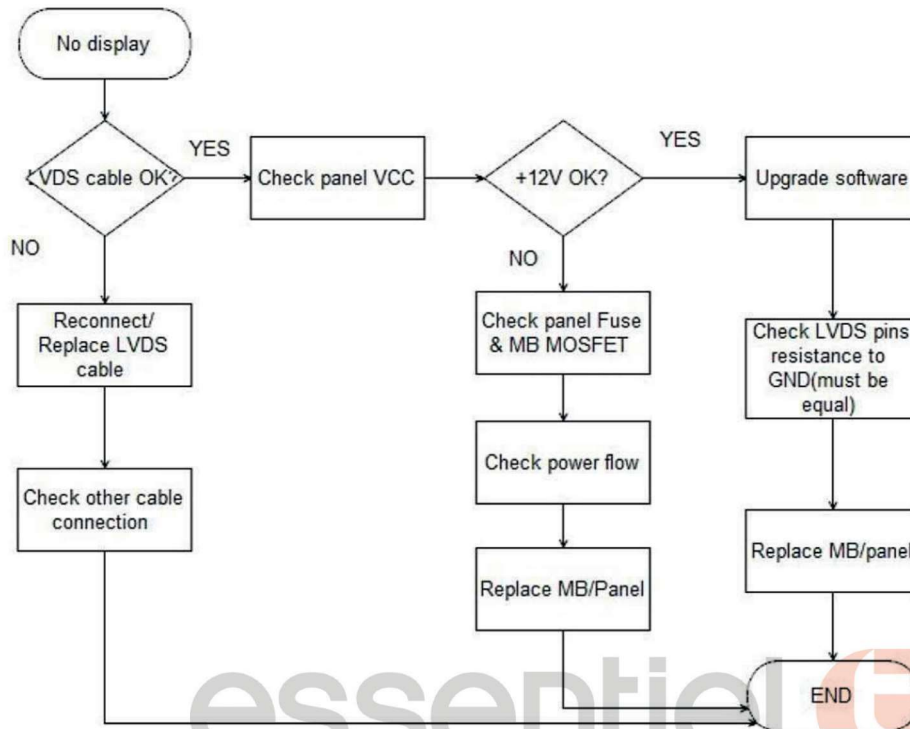 No display
LVDS cable OK?
YES
Check panel VCC
+12V OK?
YES
Upgrade software
NO
Reconnect/
Replace LVDS
cable
Check other cable
connection
NO
Check panel Fuse
& MB MOSFET
Check power flow
Replace MB/Panel
Check LVDS pins
resistance to
GND(must be
equal)
Replace MB/panel
END
essential